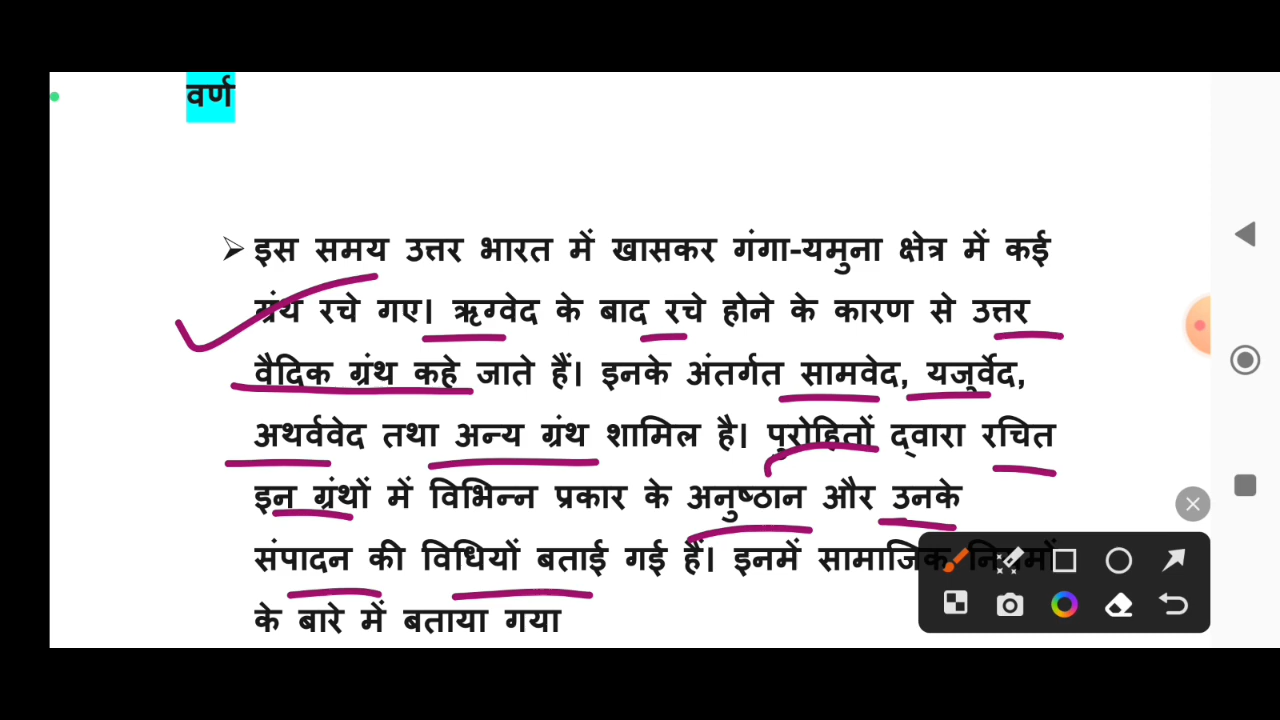 वर्ण
इस समय उत्तर भारत में खासकर गंगा-यमुना क्षेत्र में कई
ग्रंथ रचे गए। ऋग्वेद के बाद रचे होने के कारण से उत्तर
वैदिक ग्रंथ कहे जाते हैं। इनके अंतर्गत सामवेद, यजुर्वेद,
अथर्ववेद तथा अन्य ग्रंथ शामिल है। पुरोहितों द्वारा रचित
इन ग्रंथों में विभिन्न प्रकार के अनुष्ठान और उनके
संपादन की विधियों बताई गई हैं। इनमें सामाजिक
के बारे में बताया गया